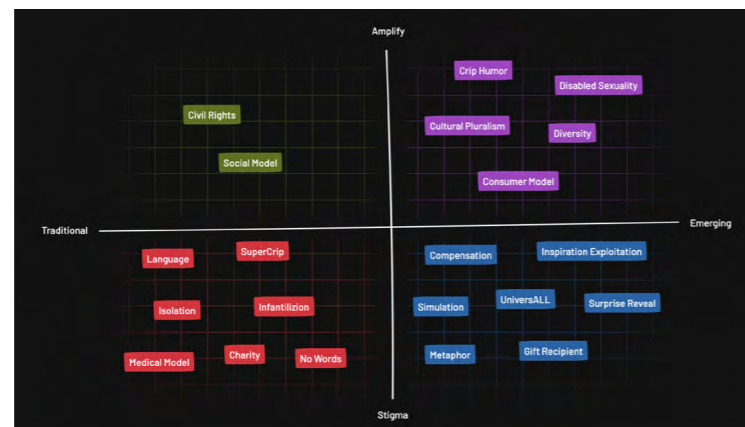 Amplify
Crip Humor
Disabled Sexuality
Civil Rights
Cultural Pluralism
Diversity
Social Model
Consumer Model
Traditional
Emerging
Language
SuperCrip
Compensation
Inspiration Exploitation
Isolation
Infantilizion
Simulation
UniversALL
Surprise Reveal
Medical Model
Charity
No Words
Metaphor
Gift Recipient
Stigma